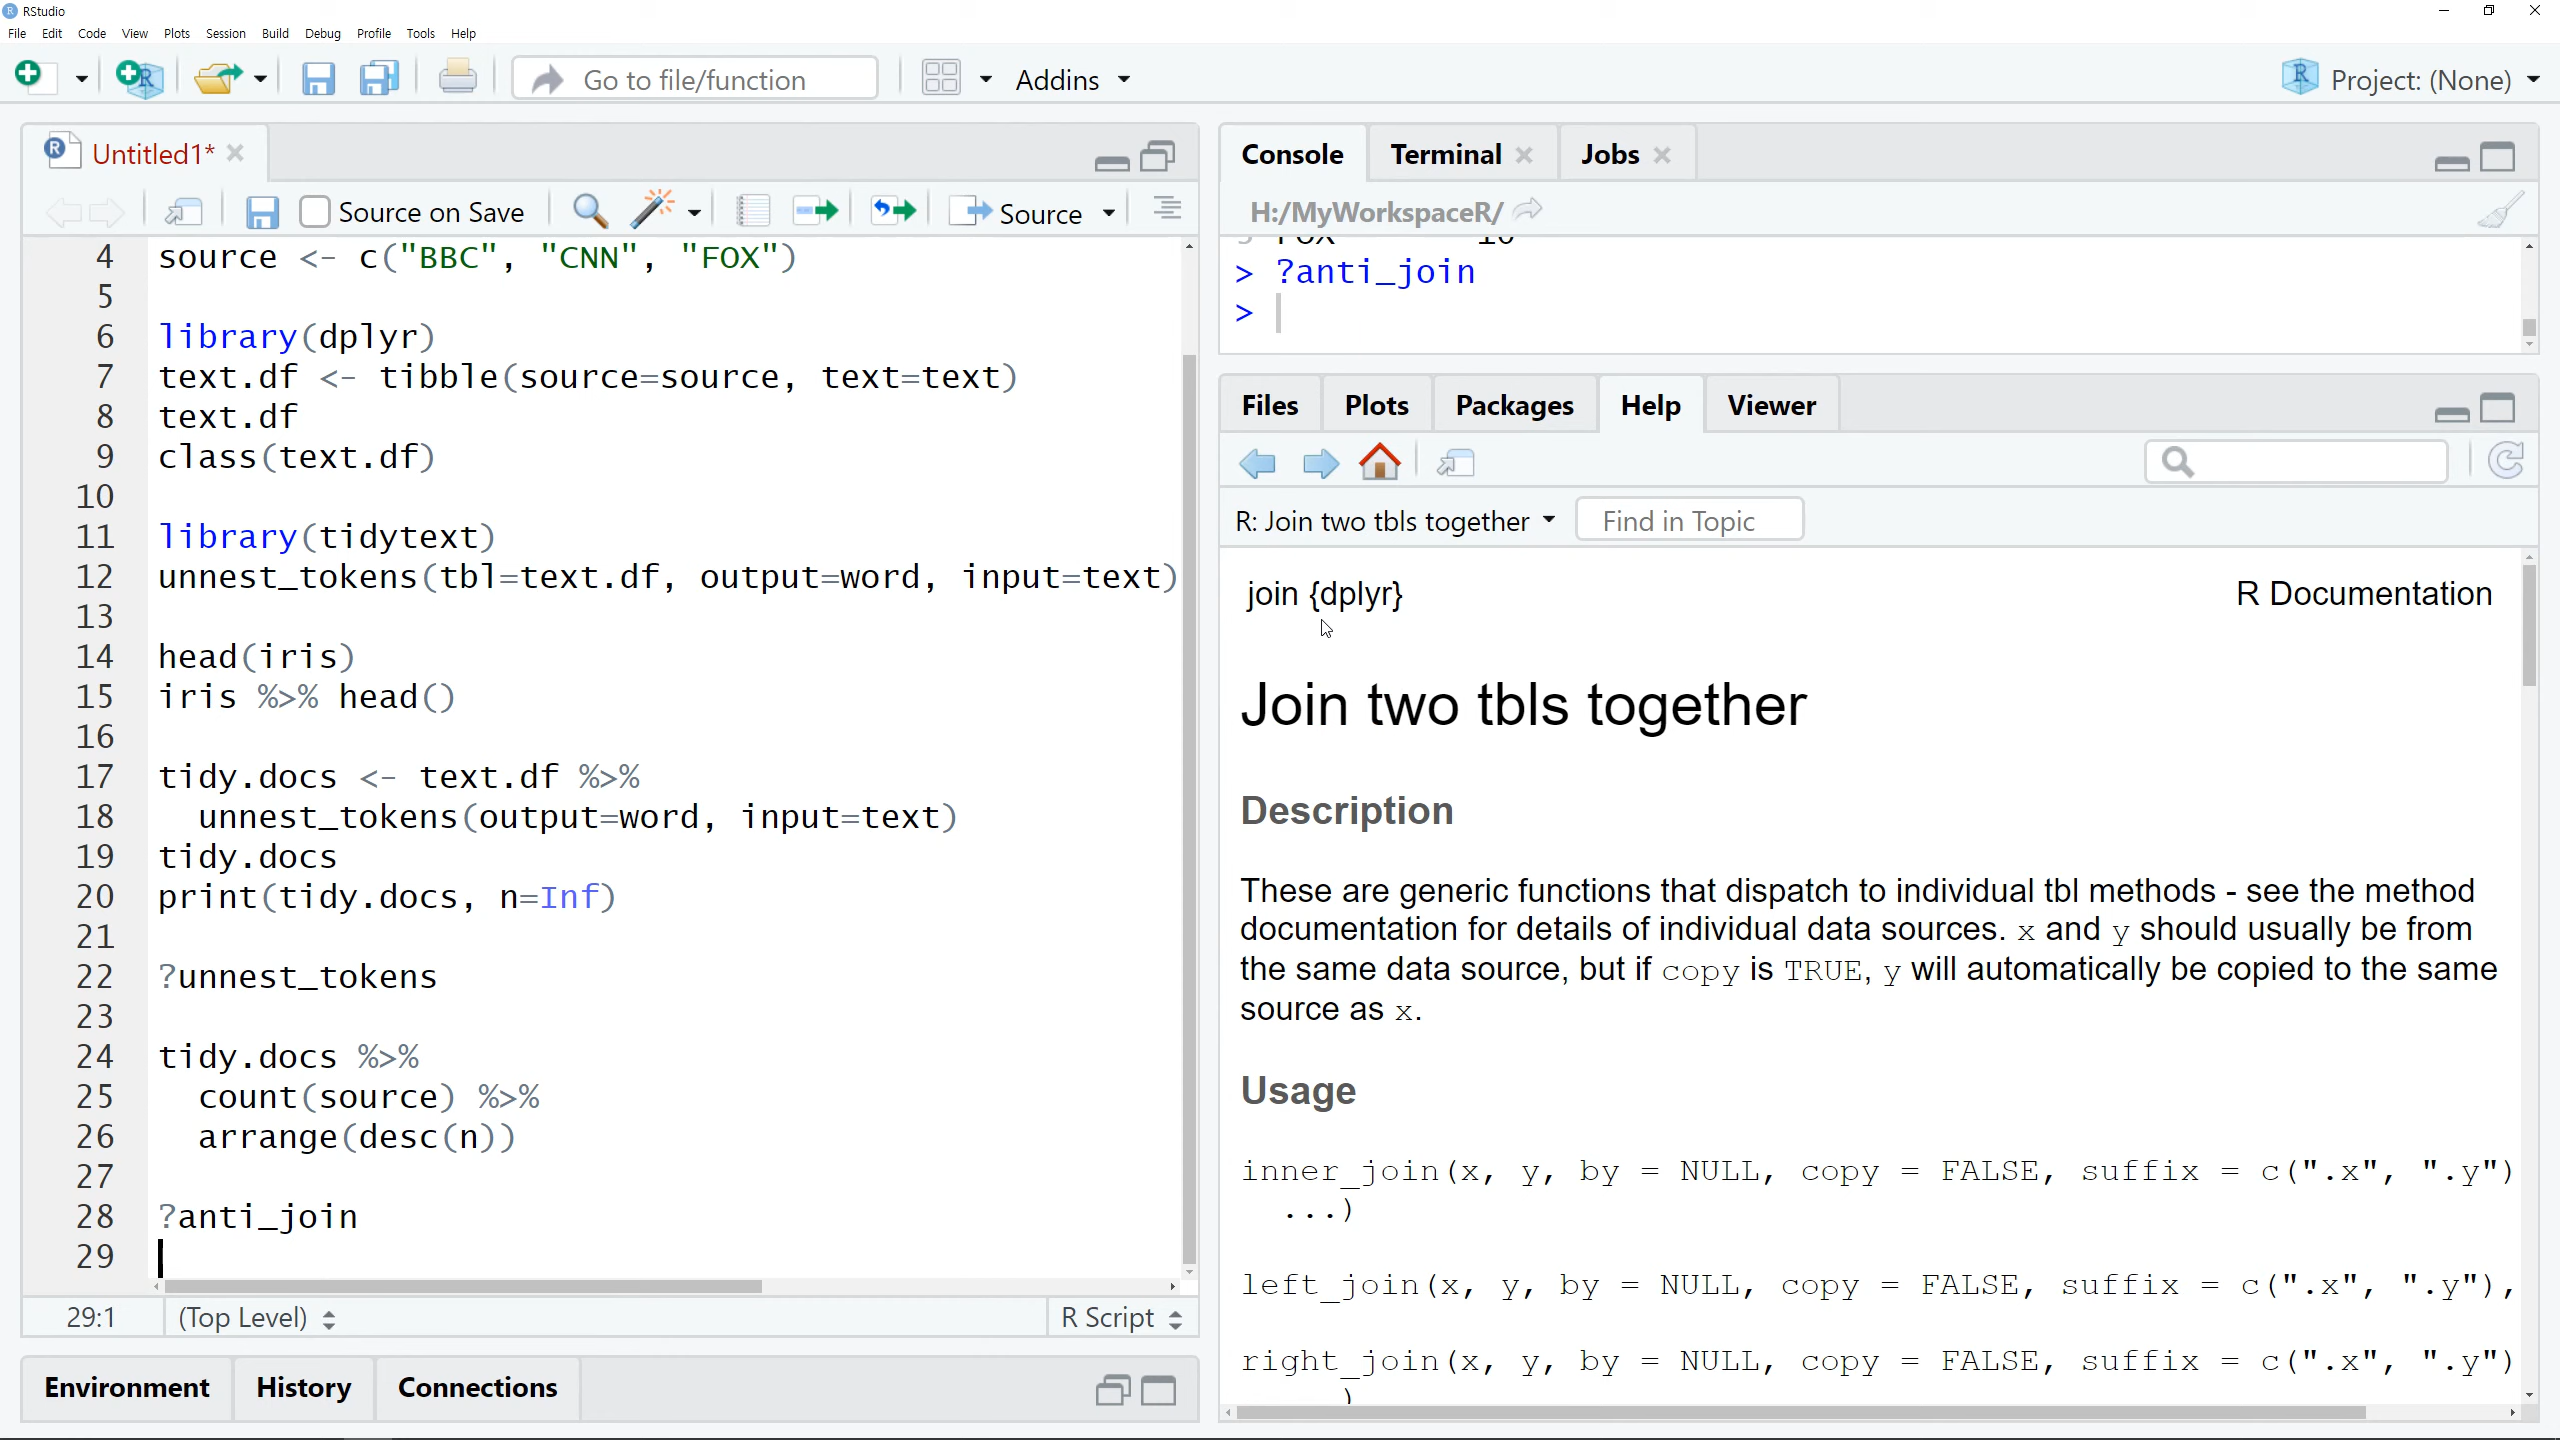 RStudio
File Edit Code View Plots Session Build Debug Profile Tools Help
Go to file/function Addins Project: (None)
Untitled1*
Source on Save Source
4 source <- c("BBC", "CNN", "FOX")
5
6 library(dplyr)
7 text.df <- tibble(source=source, text=text)
8 text.df
9 class(text.df)
10
11 library(tidytext)
12 unnest_tokens(tbl=text.df, output=word, input=text)
13
14 head(iris)
15 iris %>% head()
16
17 tidy.docs <- text.df %>%
18 unnest_tokens(output=word, input=text)
19 tidy.docs
20 print(tidy.docs, n=Inf)
21
22 ?unnest_tokens
23
24 tidy.docs %>%
25 count(source) %>%
26 arrange(desc(n))
27
28 ?anti_join
29
29:1 (Top Level) R Script
Environment History Connections
Console Terminal Jobs
H:/MyWorkspaceR/
3 FOX 10
> ?anti_join
>
Files Plots Packages Help Viewer
R: Join two tbls together Find in Topic
join {dplyr} R Documentation
Join two tbls together
Description
These are generic functions that dispatch to individual tbl methods - see the method
documentation for details of individual data sources. x and y should usually be from
the same data source, but if copy is TRUE, y will automatically be copied to the same
source as x.
Usage
inner_join(x, y, by = NULL, copy = FALSE, suffix = c(".x", ".y")
...)
left_join(x, y, by = NULL, copy = FALSE, suffix = c(".x", ".y"),
right_join(x, y, by = NULL, copy = FALSE, suffix = c(".x", ".y")
)